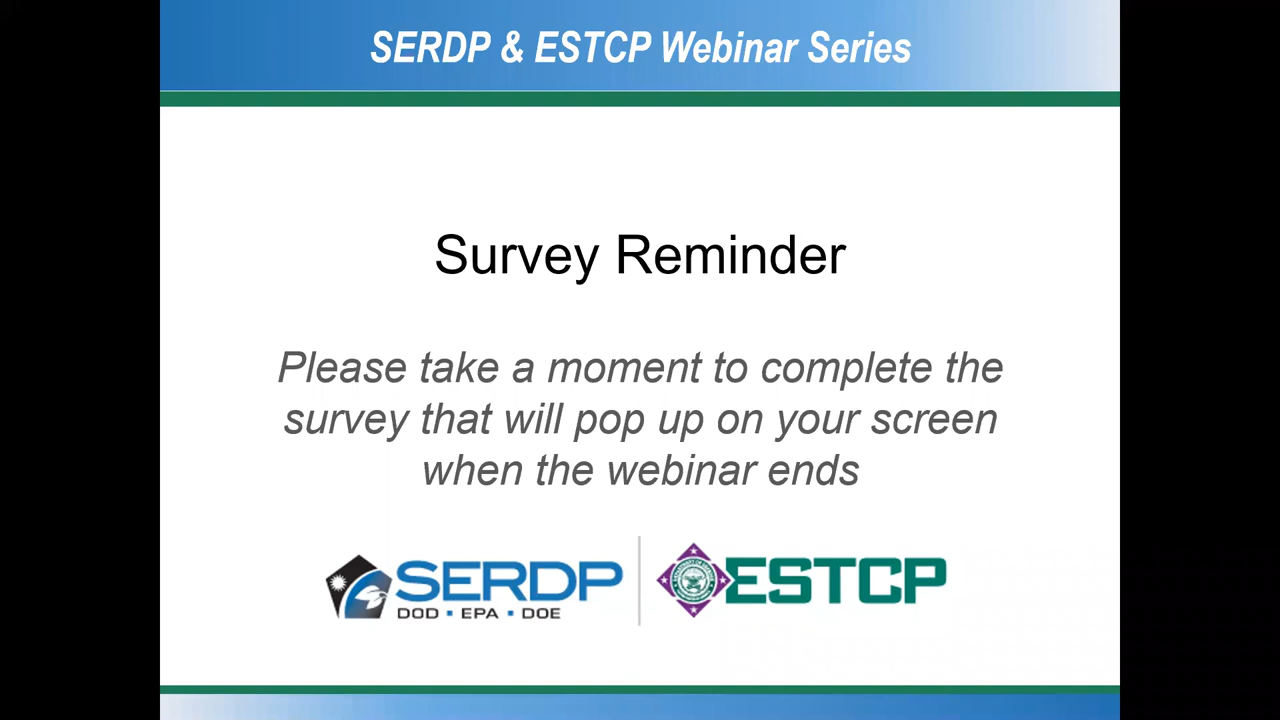 SERDP & ESTCP Webinar Series
Survey Reminder
Please take a moment to complete the
survey that will pop up on your screen
when the webinar ends
SERDP
DOD • EPA • DOE
ESTCP